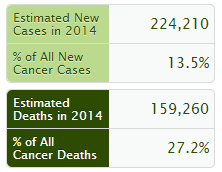 Estimated New
Cases in 2014
224,210
% of All New
Cancer Cases
13.5%
Estimated
Deaths in 2014
159,260
% of All
Cancer Deaths
27.2%